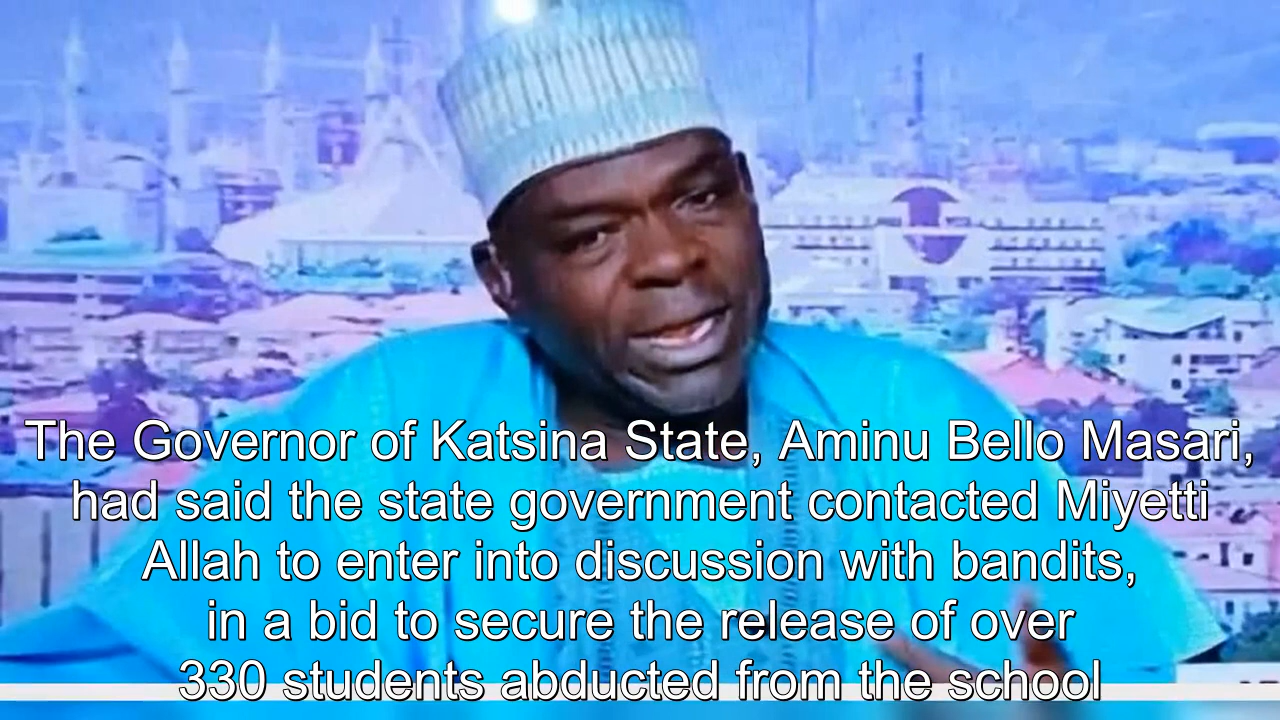 The Governor of Katsina State, Aminu Bello Masari,
had said the state government contacted Miyetti
Allah to enter into discussion with bandits,
in a bid to secure the release of over
330 students abducted from the school